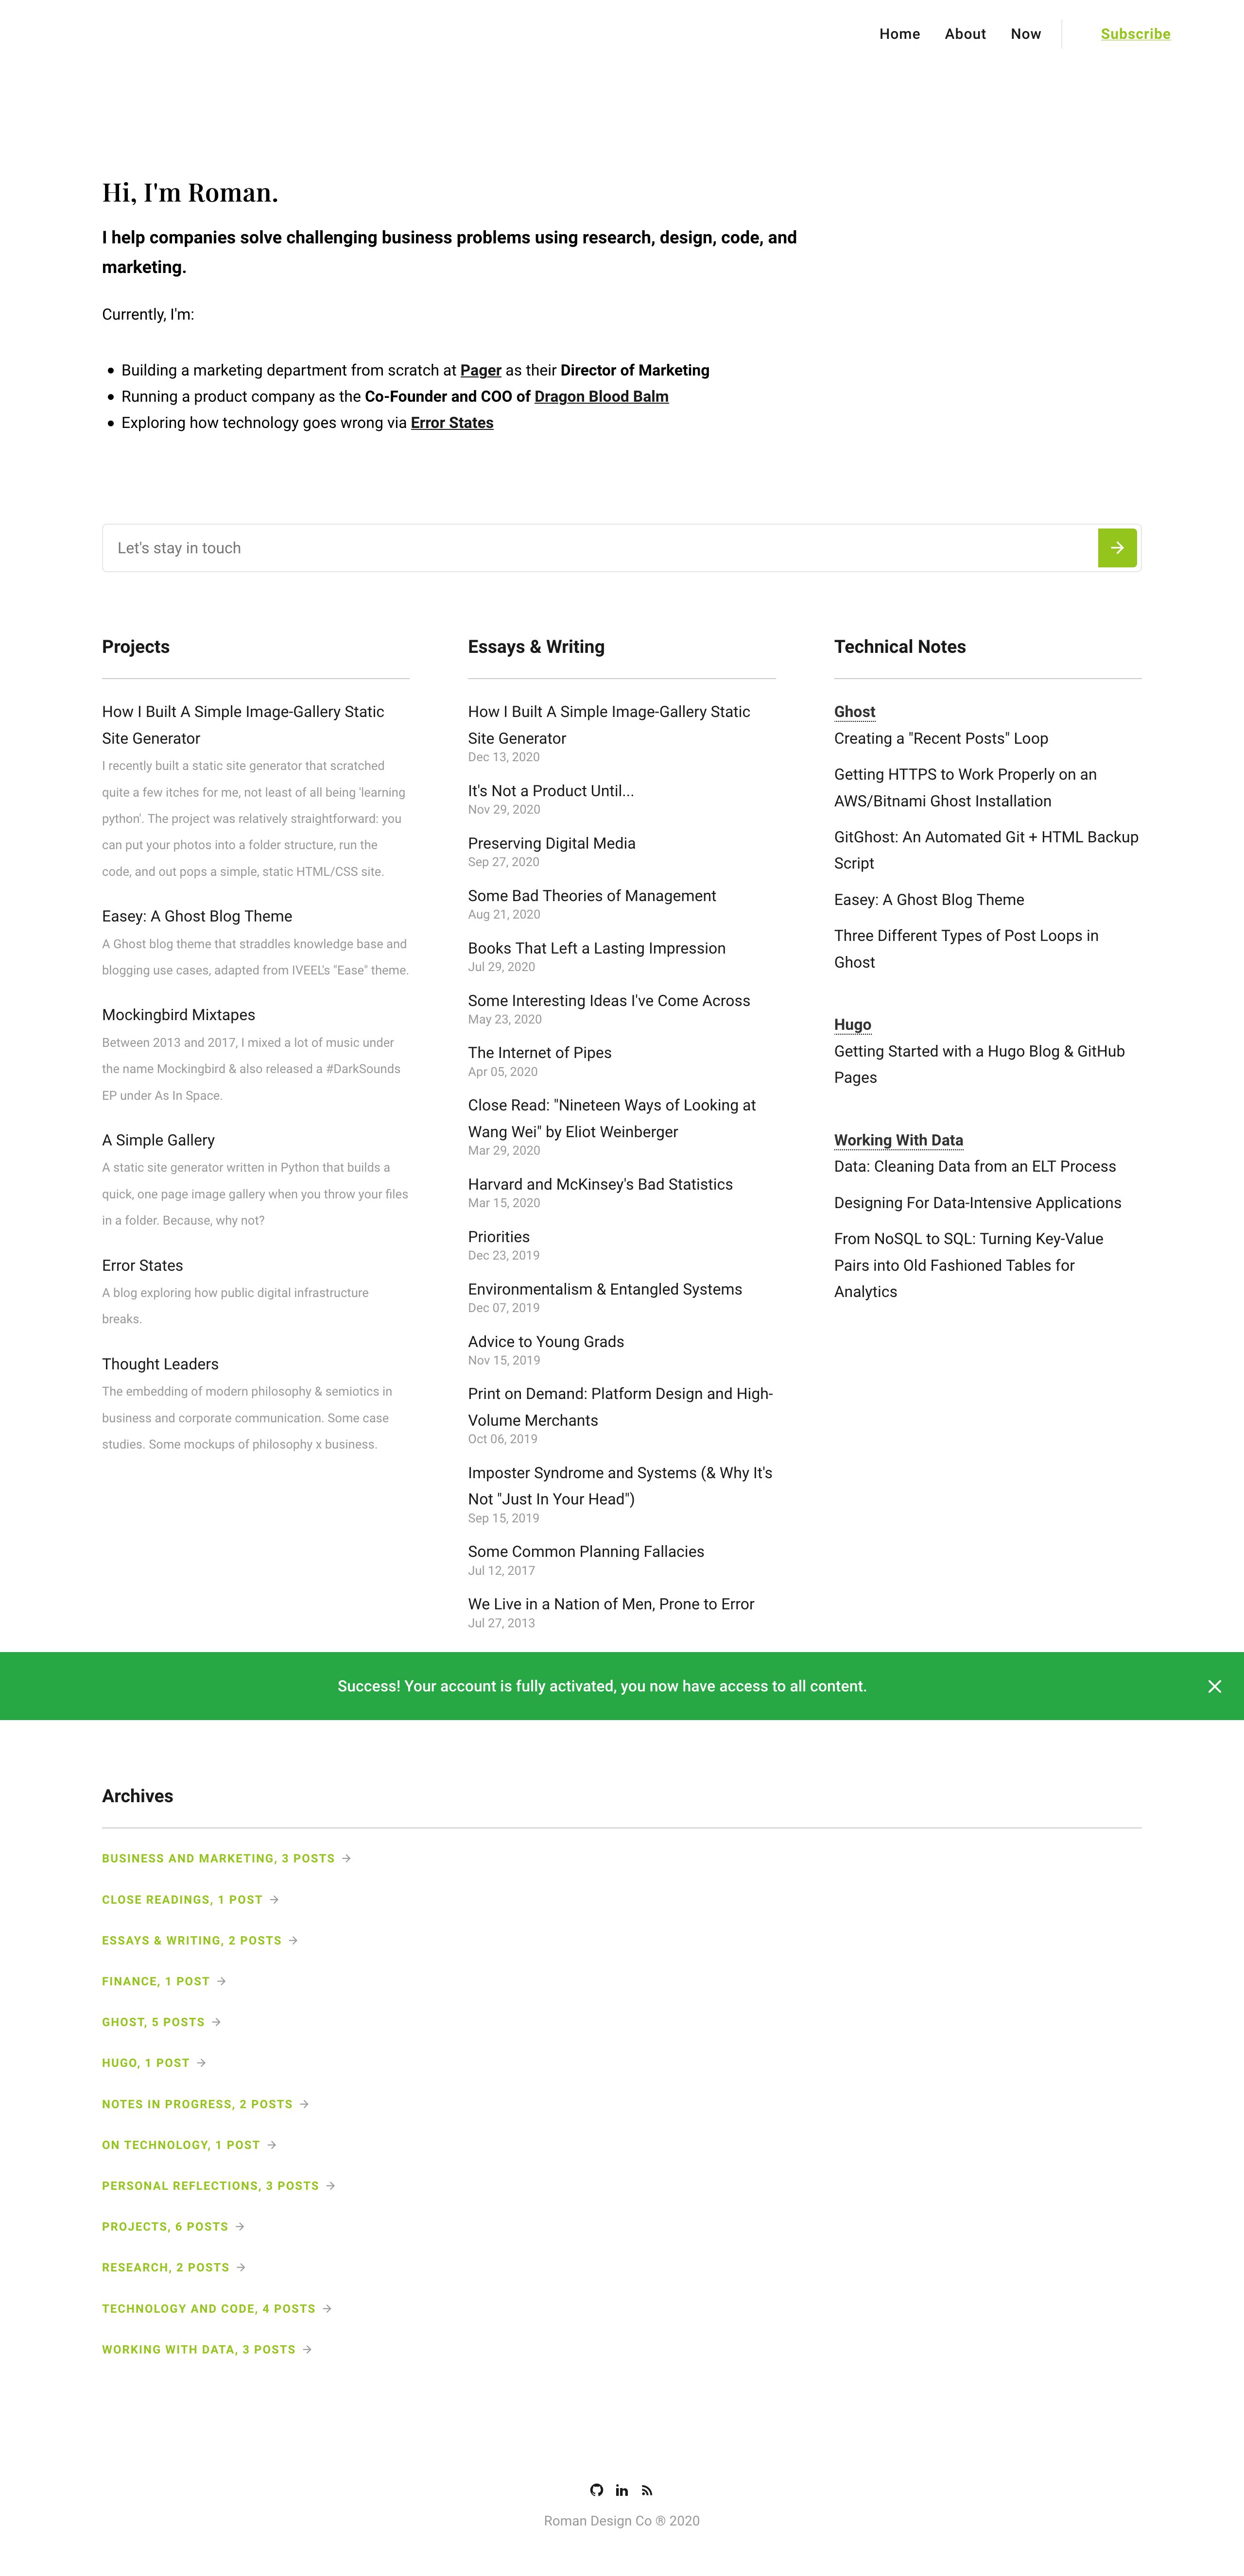 Home About Now Subscribe
Hi, I'm Roman.
I help companies solve challenging business problems using research, design, code, and
marketing.
Currently, I'm:
Building a marketing department from scratch at Pager as their Director of Marketing
Running a product company as the Co-Founder and COO of Dragon Blood Balm
Exploring how technology goes wrong via Error States
Let's stay in touch
Projects
How I Built A Simple Image-Gallery Static
Site Generator
I recently built a static site generator that scratched
quite a few itches for me, not least of all being 'learning
python'. The project was relatively straightforward: you
can put your photos into a folder structure, run the
code, and out pops a simple, static HTML/CSS site.
Easey: A Ghost Blog Theme
A Ghost blog theme that straddles knowledge base and
blogging use cases, adapted from IVEEL's "Ease" theme.
Mockingbird Mixtapes
Between 2013 and 2017, I mixed a lot of music under
the name Mockingbird & also released a #DarkSounds
EP under As In Space.
A Simple Gallery
A static site generator written in Python that builds a
quick, one page image gallery when you throw your files
in a folder. Because, why not?
Error States
A blog exploring how public digital infrastructure
breaks.
Thought Leaders
The embedding of modern philosophy & semiotics in
business and corporate communication. Some case
studies. Some mockups of philosophy x business.
Essays & Writing
How I Built A Simple Image-Gallery Static
Site Generator
Dec 13, 2020
It's Not a Product Until...
Nov 29, 2020
Preserving Digital Media
Sep 27, 2020
Some Bad Theories of Management
Aug 21, 2020
Books That Left a Lasting Impression
Jul 29, 2020
Some Interesting Ideas I've Come Across
May 23, 2020
The Internet of Pipes
Apr 05, 2020
Close Read: "Nineteen Ways of Looking at
Wang Wei" by Eliot Weinberger
Mar 29, 2020
Harvard and McKinsey's Bad Statistics
Mar 15, 2020
Priorities
Dec 23, 2019
Environmentalism & Entangled Systems
Dec 07, 2019
Advice to Young Grads
Nov 15, 2019
Print on Demand: Platform Design and High-
Volume Merchants
Oct 06, 2019
Imposter Syndrome and Systems (& Why It's
Not "Just In Your Head")
Sep 15, 2019
Some Common Planning Fallacies
Jul 12, 2017
We Live in a Nation of Men, Prone to Error
Jul 27, 2013
Technical Notes
Ghost
Creating a "Recent Posts" Loop
Getting HTTPS to Work Properly on an
AWS/Bitnami Ghost Installation
GitGhost: An Automated Git + HTML Backup
Script
Easey: A Ghost Blog Theme
Three Different Types of Post Loops in
Ghost
Hugo
Getting Started with a Hugo Blog & GitHub
Pages
Working With Data
Data: Cleaning Data from an ELT Process
Designing For Data-Intensive Applications
From NoSQL to SQL: Turning Key-Value
Pairs into Old Fashioned Tables for
Analytics
Success! Your account is fully activated, you now have access to all content.
Archives
BUSINESS AND MARKETING, 3 POSTS
CLOSE READINGS, 1 POST
ESSAYS & WRITING, 2 POSTS
FINANCE, 1 POST
GHOST, 5 POSTS
HUGO, 1 POST
NOTES IN PROGRESS, 2 POSTS
ON TECHNOLOGY, 1 POST
PERSONAL REFLECTIONS, 3 POSTS
PROJECTS, 6 POSTS
RESEARCH, 2 POSTS
TECHNOLOGY AND CODE, 4 POSTS
WORKING WITH DATA, 3 POSTS
Roman Design Co ® 2020